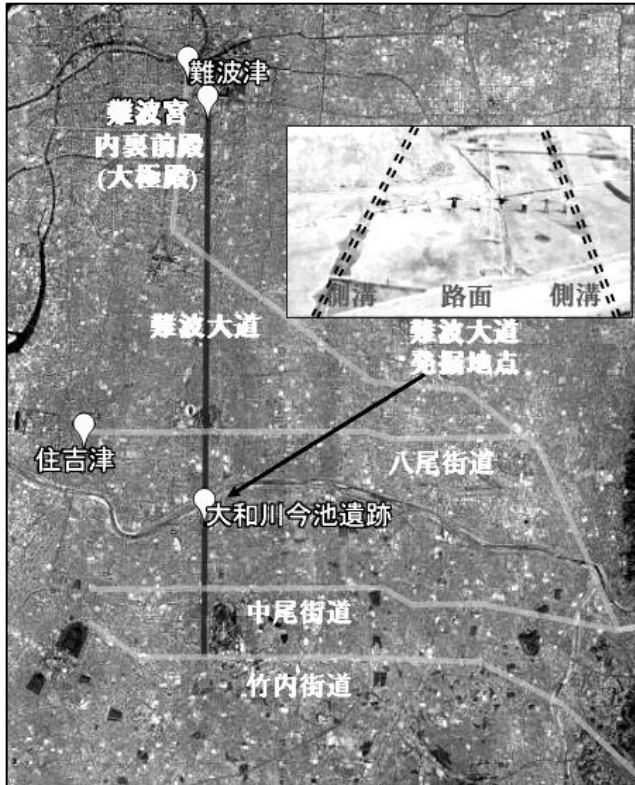 難波津
難波宮
内裏前殿
(大極殿)
側溝
路面
側溝
難波大道
難波大道
発掘地点
住吉津
八尾街道
大和川今池遺跡
中尾街道
竹内街道